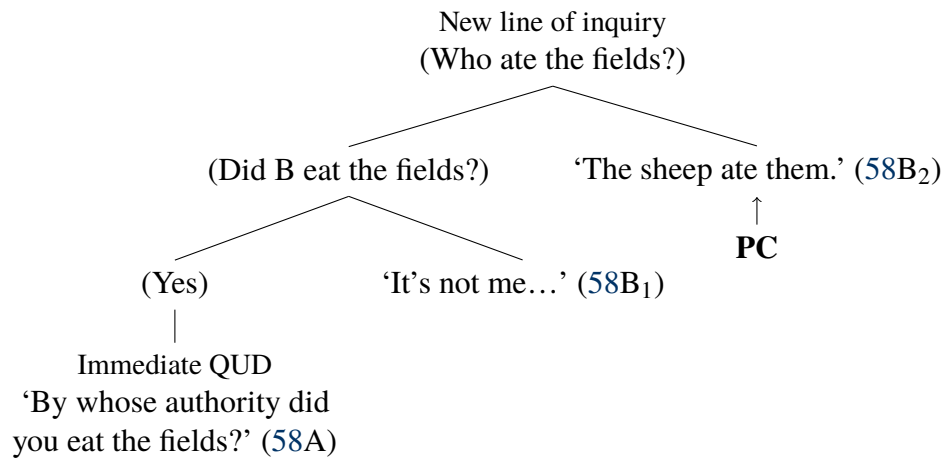 New line of inquiry
(Who ate the fields?)
(Did B eat the fields?)
‘The sheep ate them.’ (58B₂)
PC
(Yes)
‘It's not me…’ (58B₁)
Immediate QUD
‘By whose authority did
you eat the fields?’ (58A)